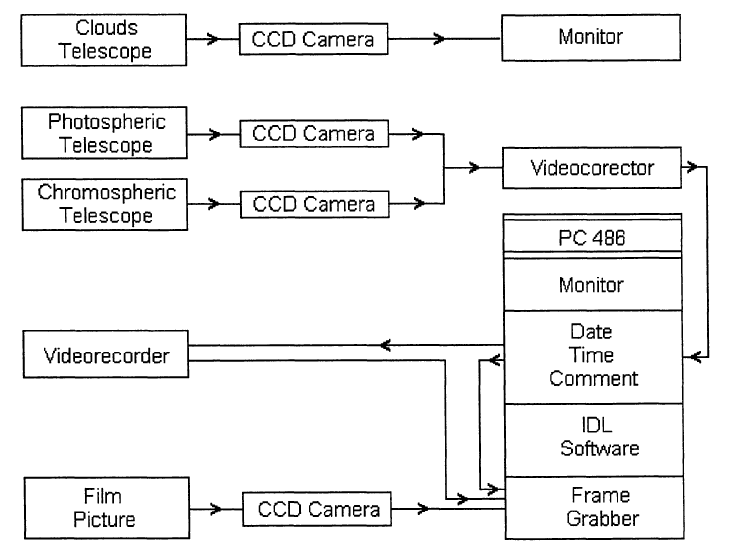 Clouds
Telescope
CCD Camera
Monitor
Photospheric
Telescope
CCD Camera
Chromospheric
Telescope
CCD Camera
Videocorector
PC 486
Monitor
Date
Time
Comment
IDL
Software
Frame
Grabber
Videorecorder
Film
Picture
CCD Camera